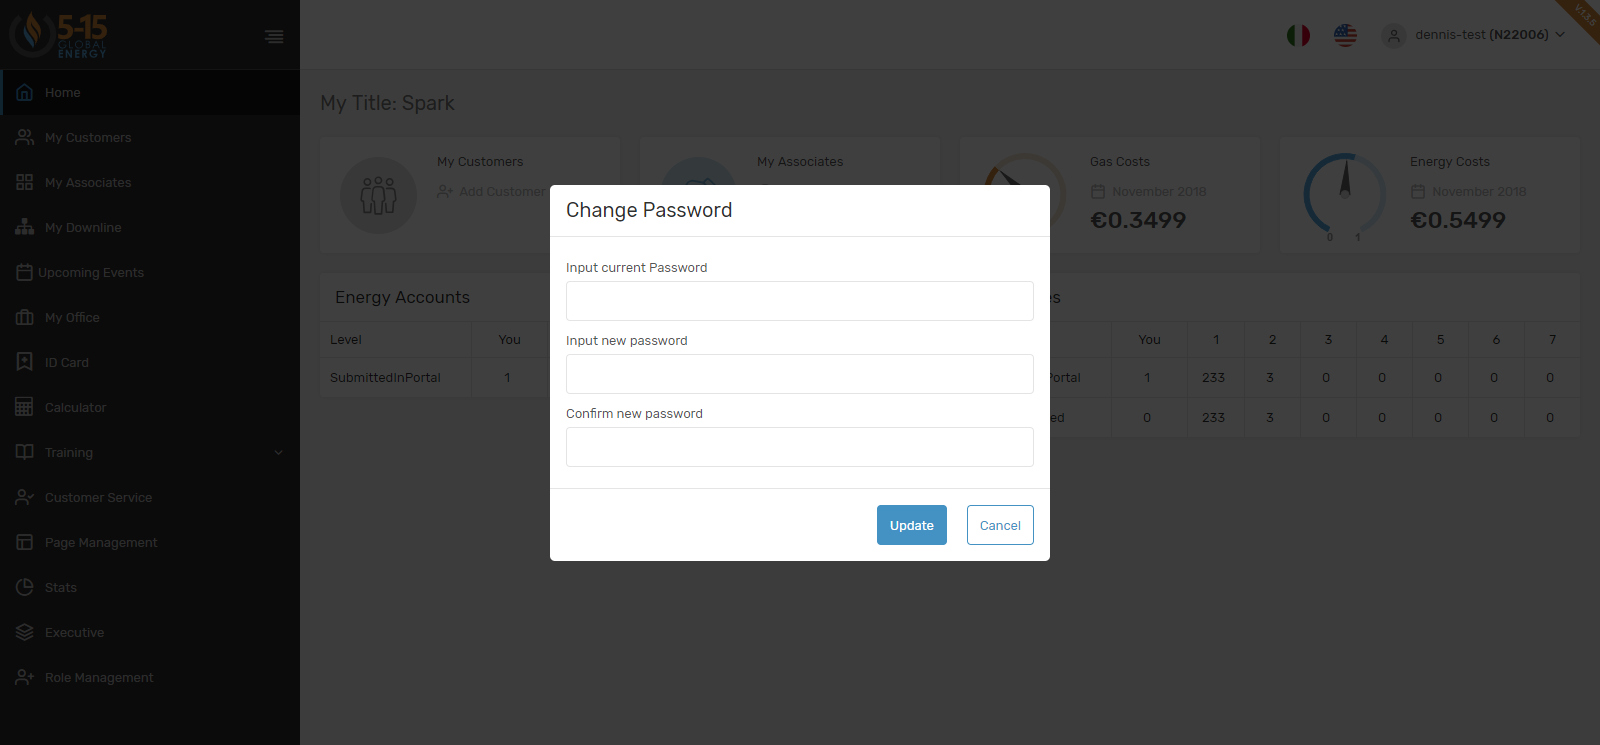 5-15
GLOBAL
ENERGY
V.1.3.5
dennis-test (N22006)
Home
My Customers
My Associates
My Downline
Upcoming Events
My Office
ID Card
Calculator
Training
Customer Service
Page Management
Stats
Executive
Role Management
My Title: Spark
My Customers
Add Customer
My Associates
Gas Costs
November 2018
€0.3499
Energy Costs
November 2018
€0.5499
0 1
Energy Accounts
Level You
SubmittedInPortal 1
es
You 1 2 3 4 5 6 7
Portal 1 233 3 0 0 0 0 0
ed 0 233 3 0 0 0 0 0
Change Password
Input current Password
Input new password
Confirm new password
Update Cancel